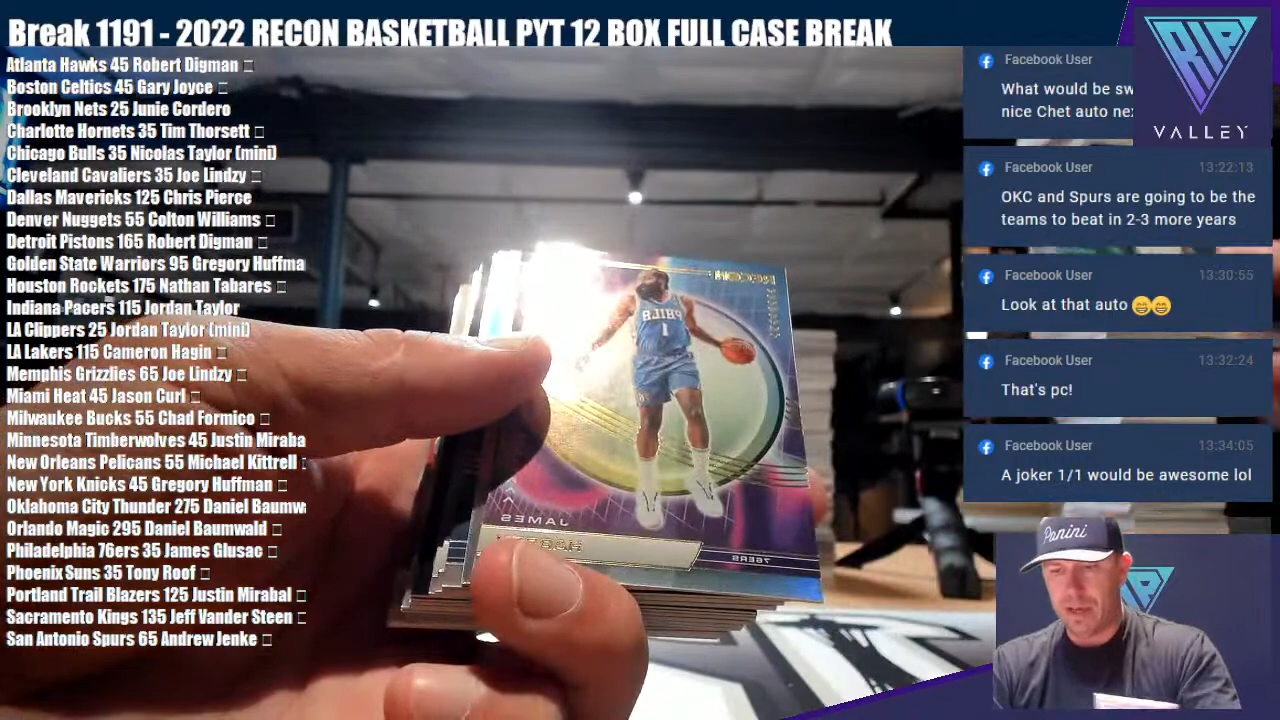 Break 1191 - 2022 RECON BASKETBALL PYT 12 BOX FULL CASE BREAK
Atlanta Hawks 45 Robert Digman
Boston Celtics 45 Gary Joyce
Brooklyn Nets 25 Junie Cordero
Charlotte Hornets 35 Tim Thorsett
Chicago Bulls 35 Nicolas Taylor (mini)
Cleveland Cavaliers 35 Joe Lindzy
Dallas Mavericks 125 Chris Pierce
Denver Nuggets 55 Colton Williams
Detroit Pistons 165 Robert Digman
Golden State Warriors 95 Gregory Huffma
Houston Rockets 175 Nathan Tabares
Indiana Pacers 115 Jordan Taylor
LA Clippers 25 Jordan Taylor (mini)
LA Lakers 115 Cameron Hagin
Memphis Grizzlies 65 Joe Lindzy
Miami Heat 45 Jason Curl
Milwaukee Bucks 55 Chad Formico
Minnesota Timberwolves 45 Justin Miraba
New Orleans Pelicans 55 Michael Kittrell
New York Knicks 45 Gregory Huffman
Oklahoma City Thunder 275 Daniel Baumw
Orlando Magic 295 Daniel Baumwald
Philadelphia 76ers 35 James Glusac
Phoenix Suns 35 Tony Roof
Portland Trail Blazers 125 Justin Mirabal
Sacramento Kings 135 Jeff Vander Steen
San Antonio Spurs 65 Andrew Jenke
PHILA
1
JAMES
76ERS
Facebook User
What would be sw
nice Chet auto nex
RIP
VALLEY
Facebook User 13:22:13
OKC and Spurs are going to be the
teams to beat in 2-3 more years
Facebook User 13:30:55
Look at that auto 😄😄
Facebook User 13:32:24
That's pc!
Facebook User 13:34:05
A joker 1/1 would be awesome lol
Panini